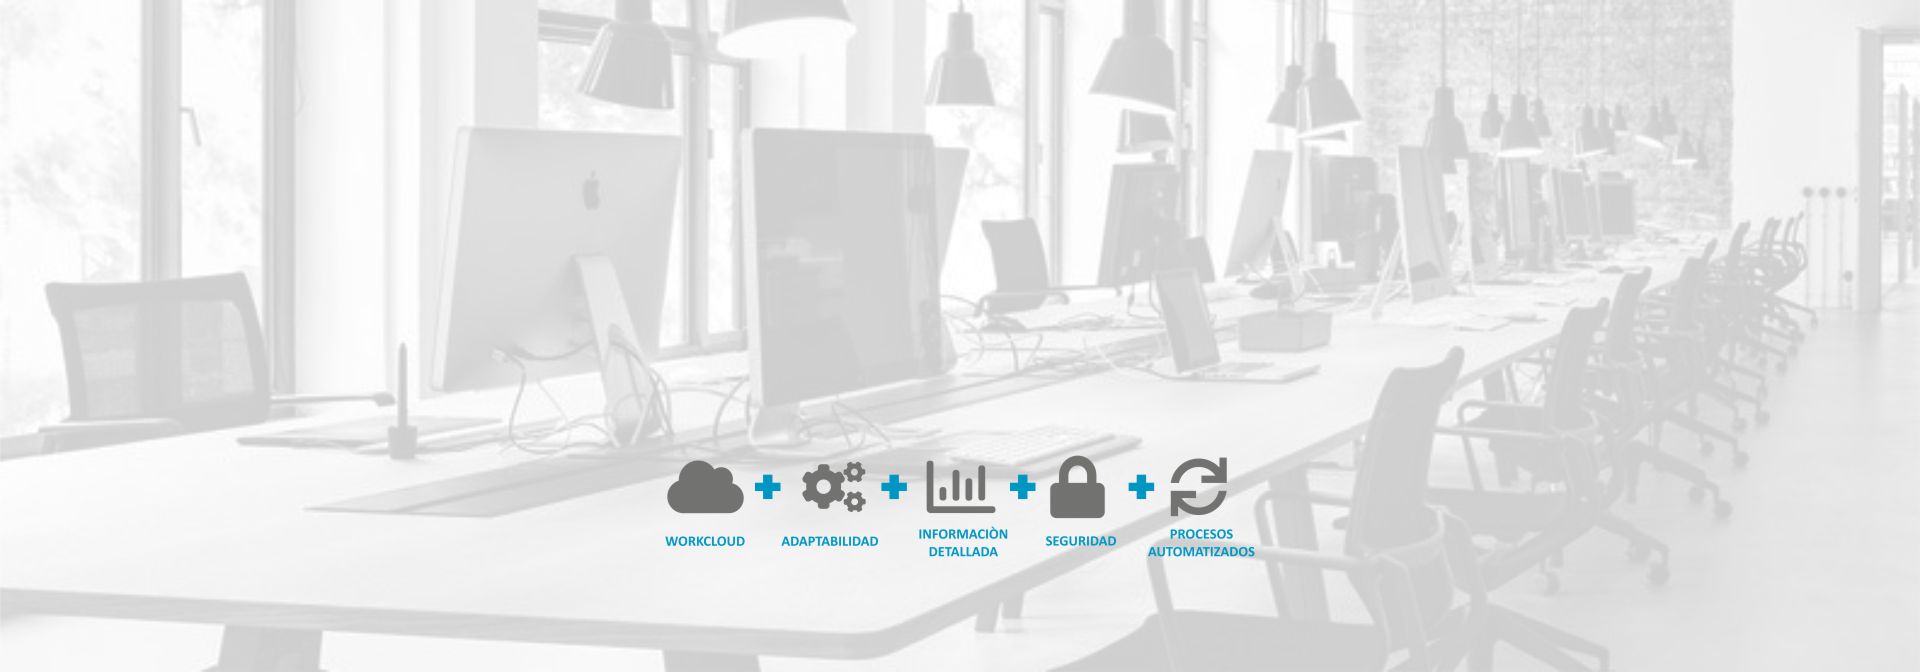 WORKCLOUD
ADAPTABILIDAD
INFORMACIÒN
DETALLADA
SEGURIDAD
PROCESOS
AUTOMATIZADOS